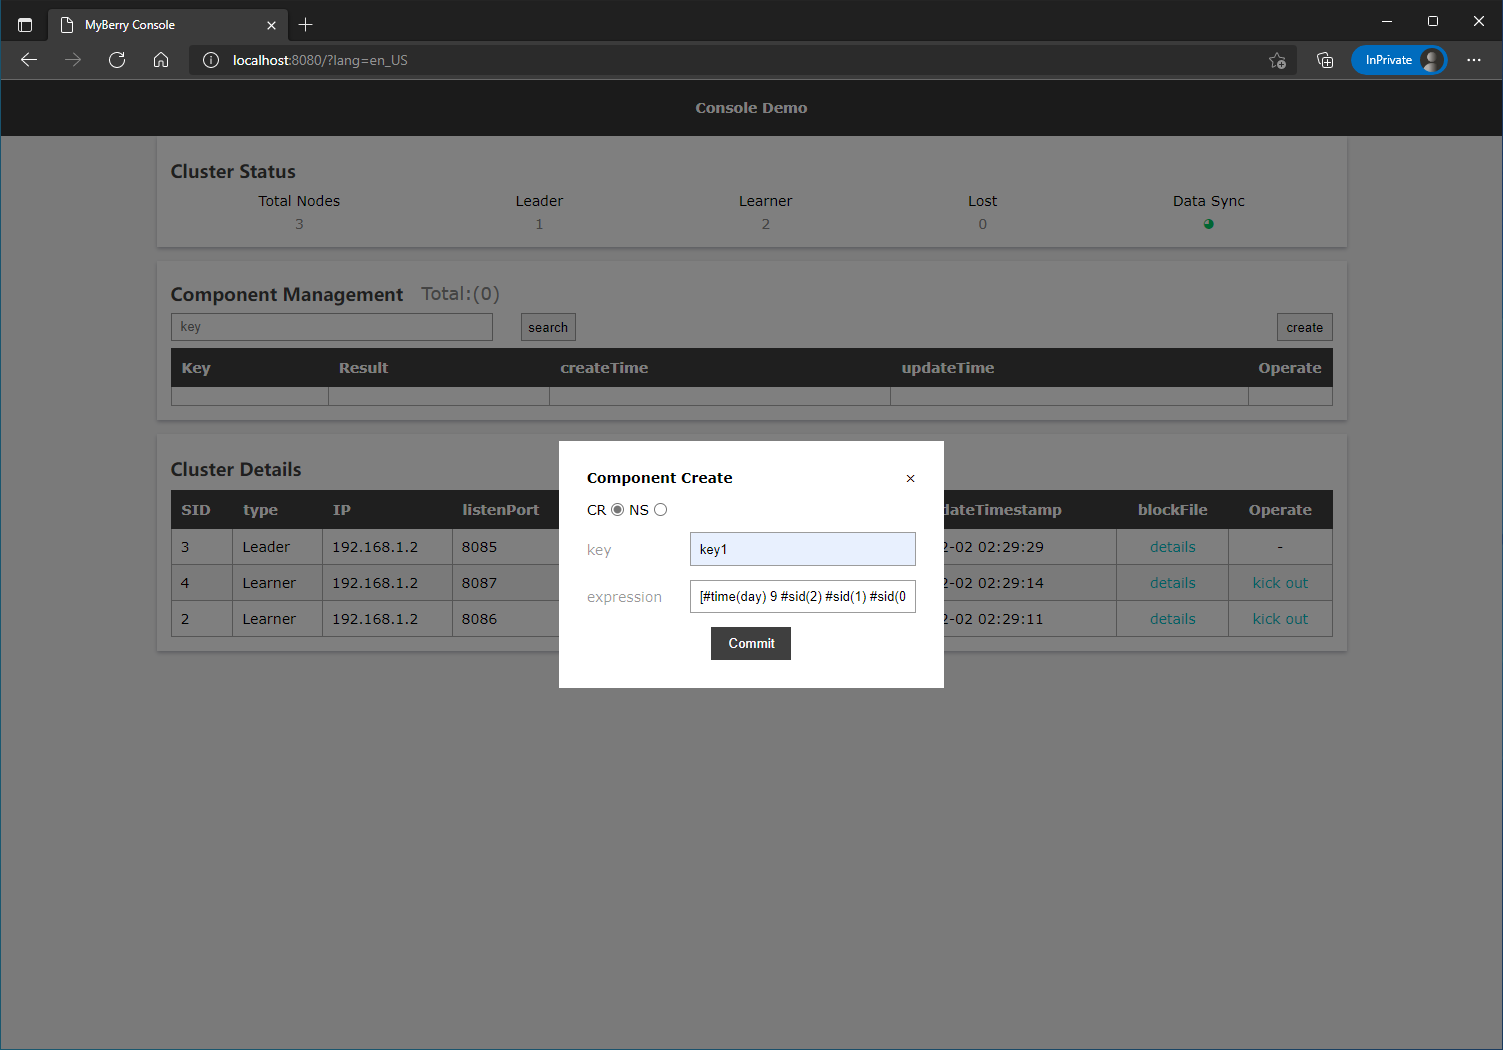 MyBerry Console
localhost:8080/?lang=en_US
InPrivate
Console Demo
Cluster Status
Total Nodes Leader Learner Lost Data Sync
3 1 2 0
Component Management Total:(0)
key search create
Key Result createTime updateTime Operate
Cluster Details
SID type IP listenPort dateTimestamp blockFile Operate
3 Leader 192.168.1.2 8085 2-02 02:29:29 details -
4 Learner 192.168.1.2 8087 2-02 02:29:14 details kick out
2 Learner 192.168.1.2 8086 2-02 02:29:11 details kick out
Component Create ×
CR NS
key key1
expression [#time(day) 9 #sid(2) #sid(1) #sid(0
Commit